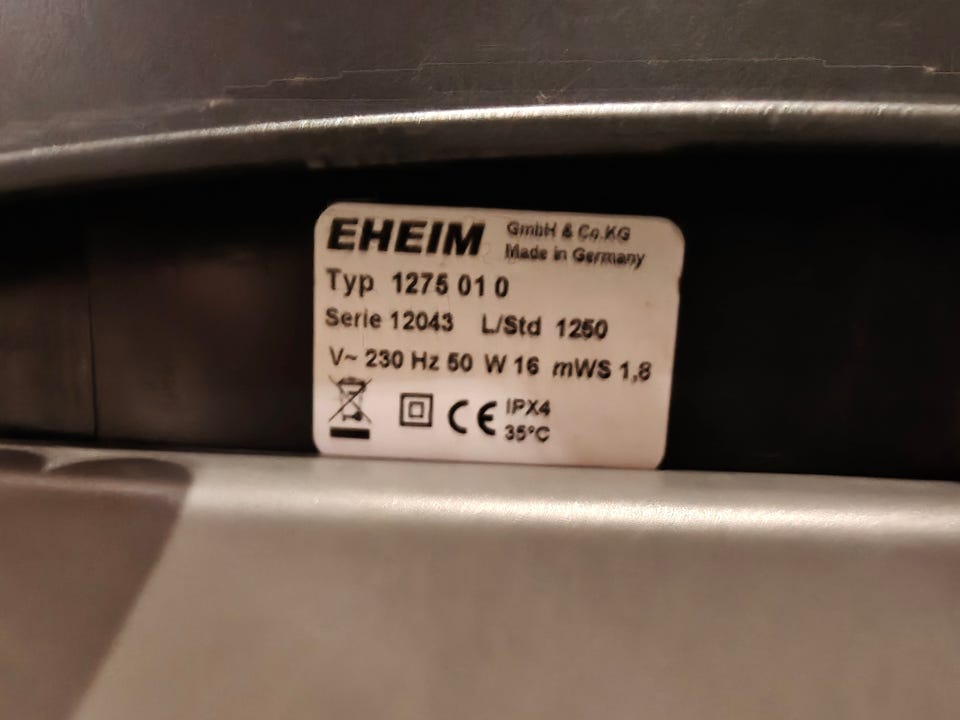 EHEIM GmbH & Co.KG
Made in Germany
Typ 1275 01 0
Serie 12043 L/Std 1250
V~ 230 Hz 50 W 16 mWS 1,8
CE IPX4
35°C